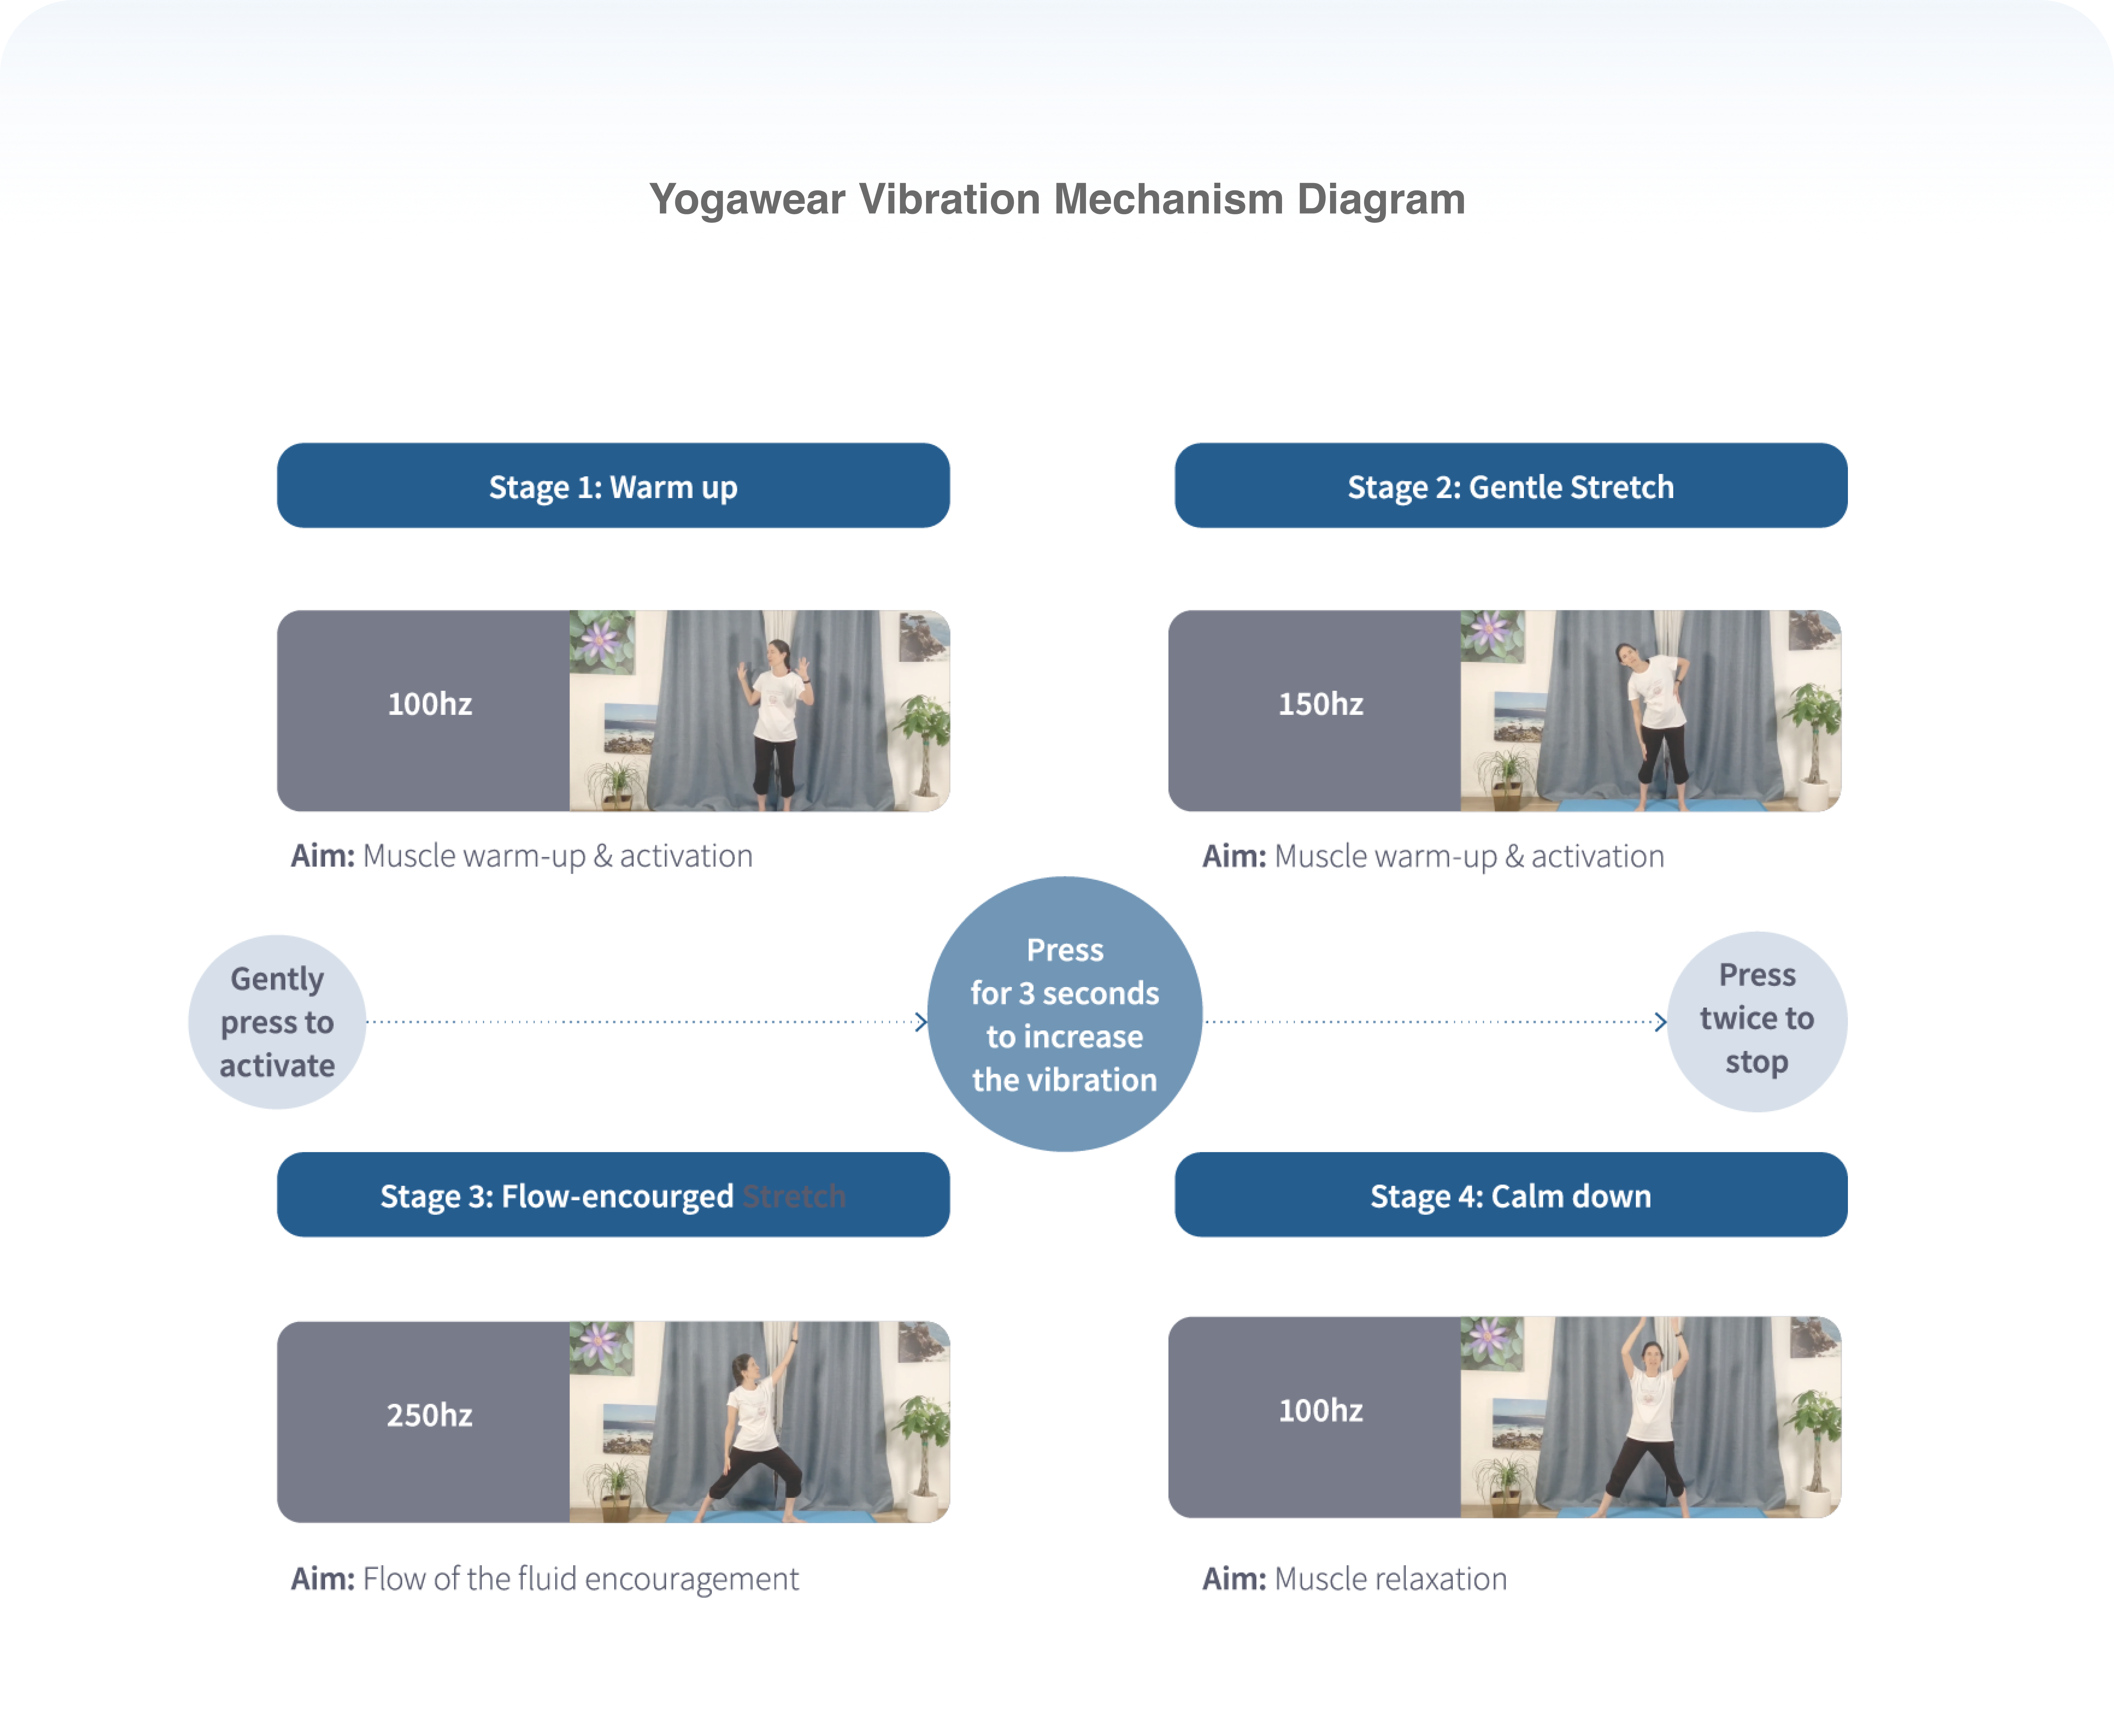 Yogawear Vibration Mechanism Diagram
Stage 1: Warm up
Stage 2: Gentle Stretch
100hz
150hz
Aim: Muscle warm-up & activation
Aim: Muscle warm-up & activation
Gently
press to
activate
Press
for 3 seconds
to increase
the vibration
Press
twice to
stop
Stage 3: Flow-encourged Stretch
Stage 4: Calm down
250hz
100hz
Aim: Flow of the fluid encouragement
Aim: Muscle relaxation